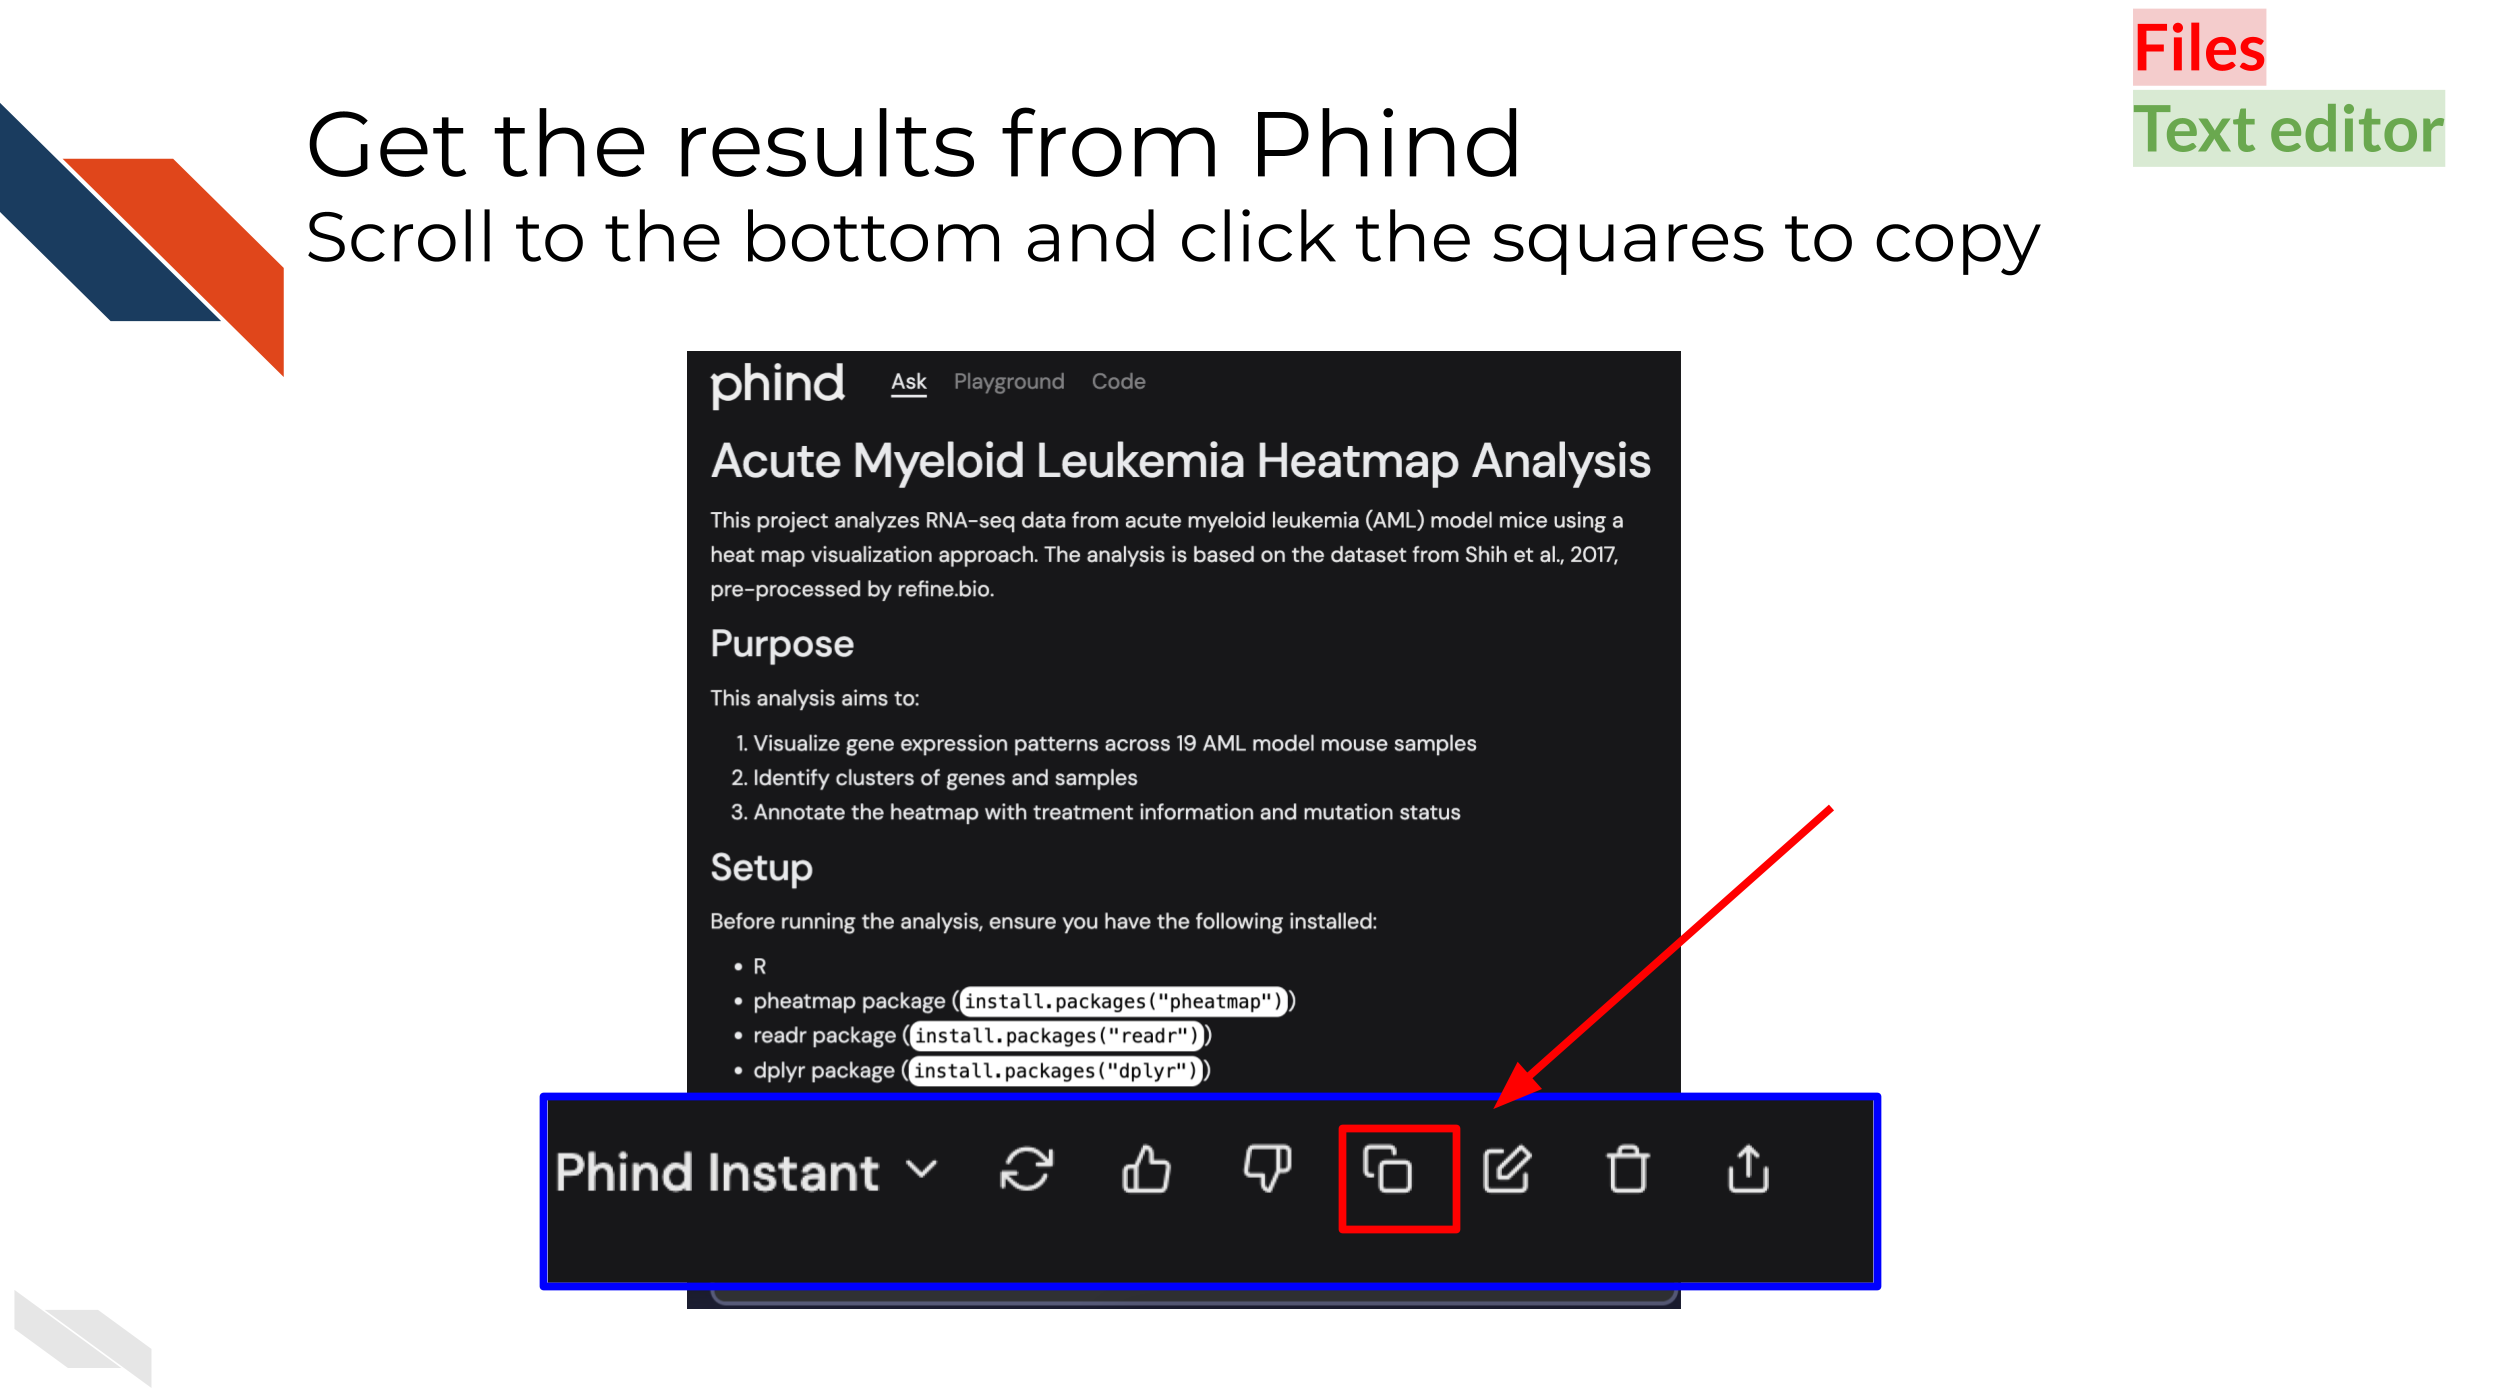 Files
Text editor
Get the results from Phind
Scroll to the bottom and click the squares to copy
phind Ask Playground Code
Acute Myeloid Leukemia Heatmap Analysis
This project analyzes RNA-seq data from acute myeloid leukemia (AML) model mice using a
heat map visualization approach. The analysis is based on the dataset from Shih et al., 2017,
pre-processed by refine.bio.
Purpose
This analysis aims to:
1. Visualize gene expression patterns across 19 AML model mouse samples
2. Identify clusters of genes and samples
3. Annotate the heatmap with treatment information and mutation status
Setup
Before running the analysis, ensure you have the following installed:
• R
• pheatmap package (install.packages("pheatmap"))
• readr package (install.packages("readr"))
• dplyr package (install.packages("dplyr"))
Phind Instant